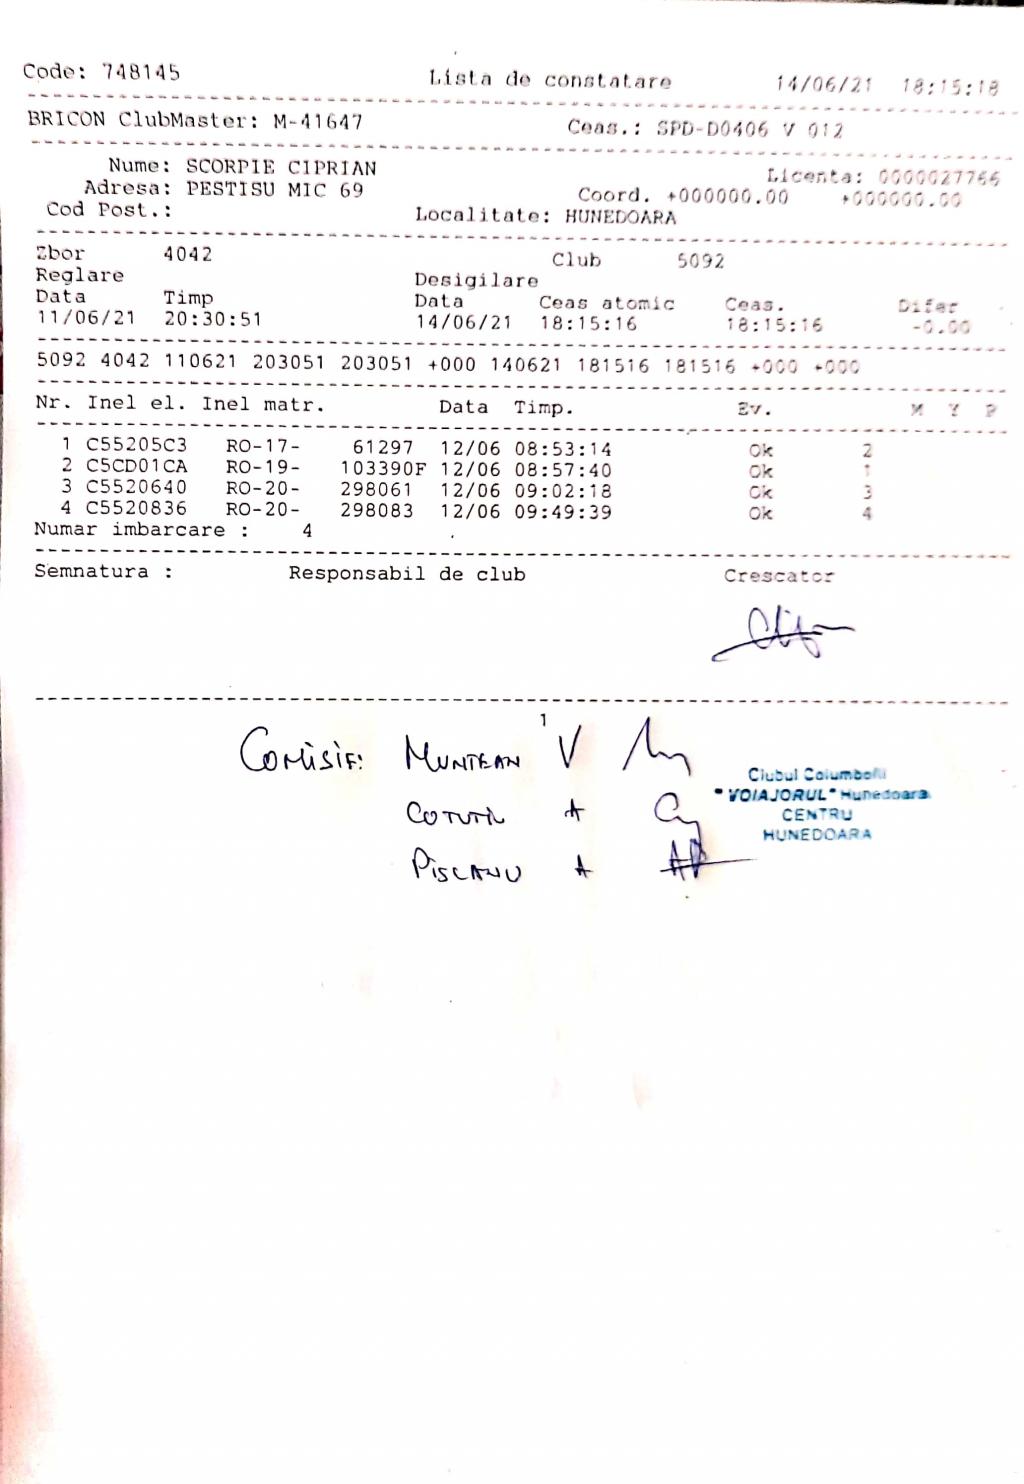 Code: 748145 Lista de constatare 14/06/21 18:15:18
BRICON ClubMaster: M-41647 Ceas.: SPD-D0406 V 012
Nume: SCORPIE CIPRIAN Licenta: 0000027766
Adresa: PESTISU MIC 69 Coord. +000000.00 +000000.00
Cod Post.: Localitate: HUNEDOARA
Zbor 4042 Club 5092
Reglare Desigilare
Data Timp Data Ceas atomic Ceas. Difer
11/06/21 20:30:51 14/06/21 18:15:16 18:15:16 -0.00
5092 4042 110621 203051 203051 +000 140621 181516 181516 +000 +000
Nr. Inel el. Inel matr. Data Timp. Ev. M Y P
1 C55205C3 RO-17- 61297 12/06 08:53:14 Ok 2
2 C5CD01CA RO-19- 103390F 12/06 08:57:40 Ok 1
3 C5520640 RO-20- 298061 12/06 09:02:18 Ok 3
4 C5520836 RO-20- 298083 12/06 09:49:39 Ok 4
Numar imbarcare : 4
Semnatura : Responsabil de club Crescator
1
Comisie: MUNTEAN V
COTUTIL A
PISCANU A
Clubul Columbofil
"VOIAJORUL" Hunedoara
CENTRU
HUNEDOARA